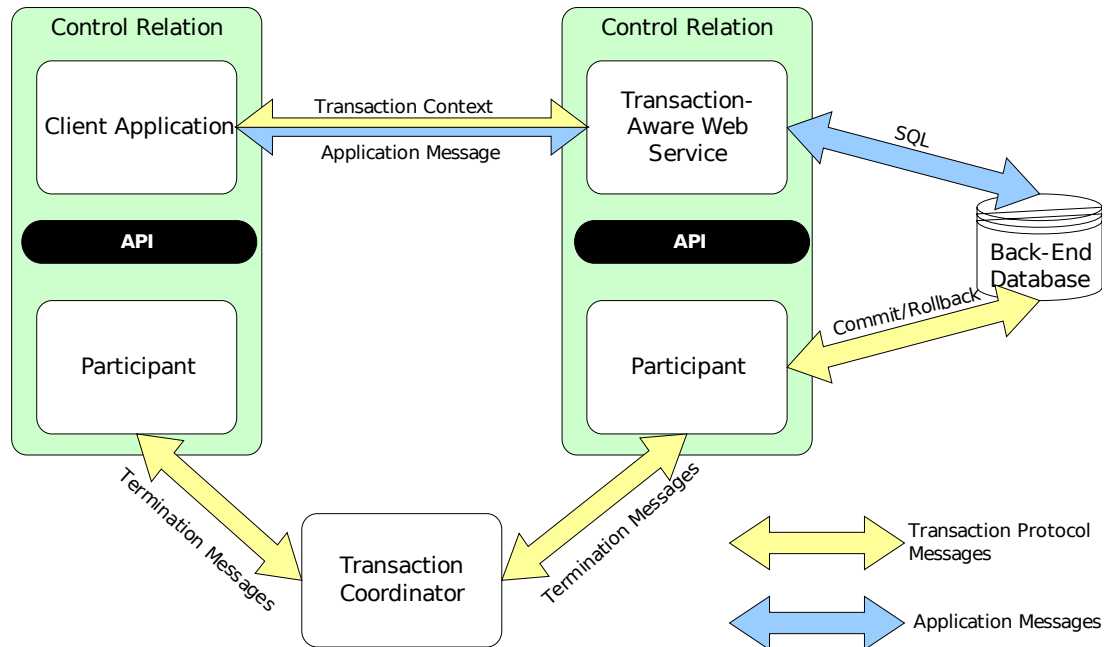 Control Relation
Control Relation
Client Application
Transaction Context
Application Message
Transaction-
Aware Web
Service
SQL
API
API
Back-End
Database
Commit/Rollback
Participant
Participant
Termination Messages
Termination Messages
Transaction
Coordinator
Transaction Protocol
Messages
Application Messages